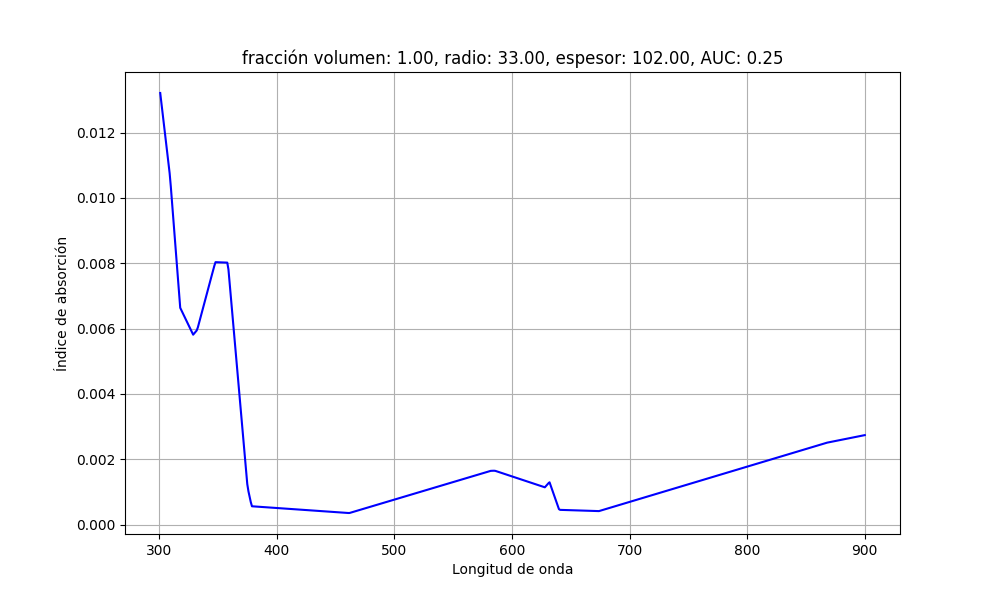 fracción volumen: 1.00, radio: 33.00, espesor: 102.00, AUC: 0.25
Índice de absorción
0.012
0.010
0.008
0.006
0.004
0.002
0.000
300 400 500 600 700 800 900
Longitud de onda